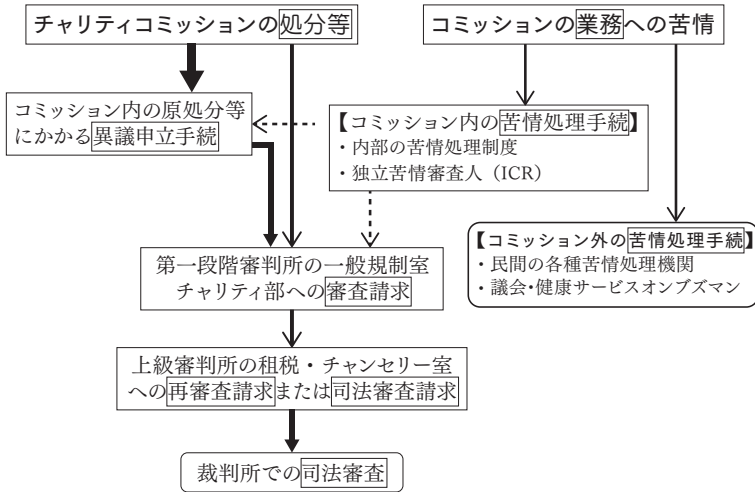 チャリティコミッションの処分等
コミッションの業務への苦情
コミッション内の原処分等
にかかる異議申立手続
【コミッション内の苦情処理手続】
・内部の苦情処理制度
・独立苦情審査人（ICR）
【コミッション外の苦情処理手続】
・民間の各種苦情処理機関
・議会・健康サービスオンブズマン
第一段階審判所の一般規制室
チャリティ部への審査請求
上級審判所の租税・チャンセリー室
への再審査請求または司法審査請求
裁判所での司法審査